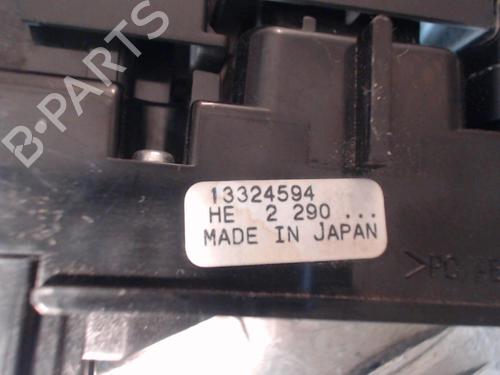 B-PARTS
13324594
HE 2 290 ...
MADE IN JAPAN